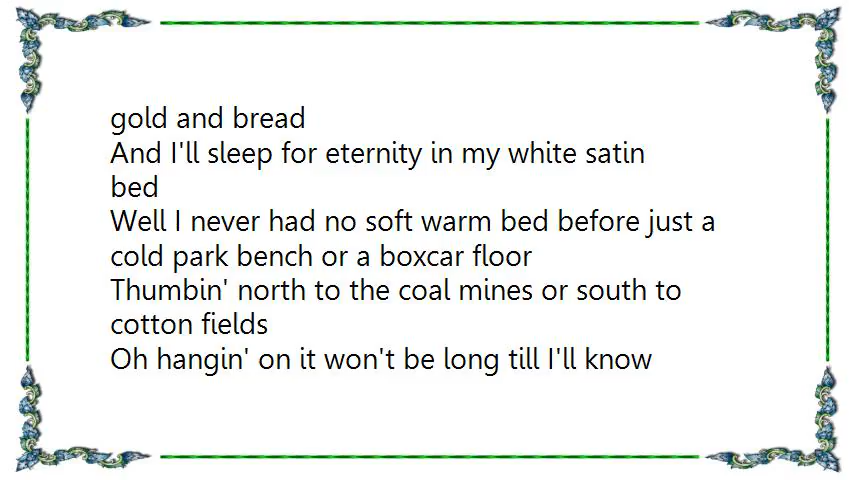 gold and bread
And I'll sleep for eternity in my white satin
bed
Well I never had no soft warm bed before just a
cold park bench or a boxcar floor
Thumbin' north to the coal mines or south to
cotton fields
Oh hangin' on it won't be long till I'll know